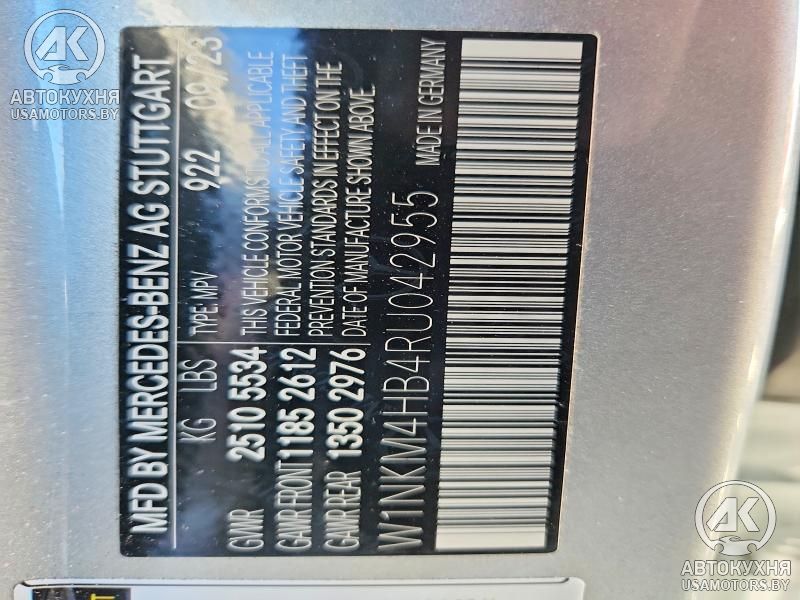 MFD BY MERCEDES-BENZ AG STUTTGART
KG LBS TYPE: MPV 922 09/23
GVWR 2510 5534 THIS VEHICLE CONFORMS TO ALL APPLICABLE
GAWR FRONT 1185 2612 FEDERAL MOTOR VEHICLE SAFETY AND THEFT
GAWR REAR 1350 2976 PREVENTION STANDARDS IN EFFECT ON THE
DATE OF MANUFACTURE SHOWN ABOVE.
W1NKM4HB4RU042955 MADE IN GERMANY
АК
АВТОКУХНЯ
USAMOTORS.BY
АК
АВТОКУХНЯ
USAMOTORS.BY